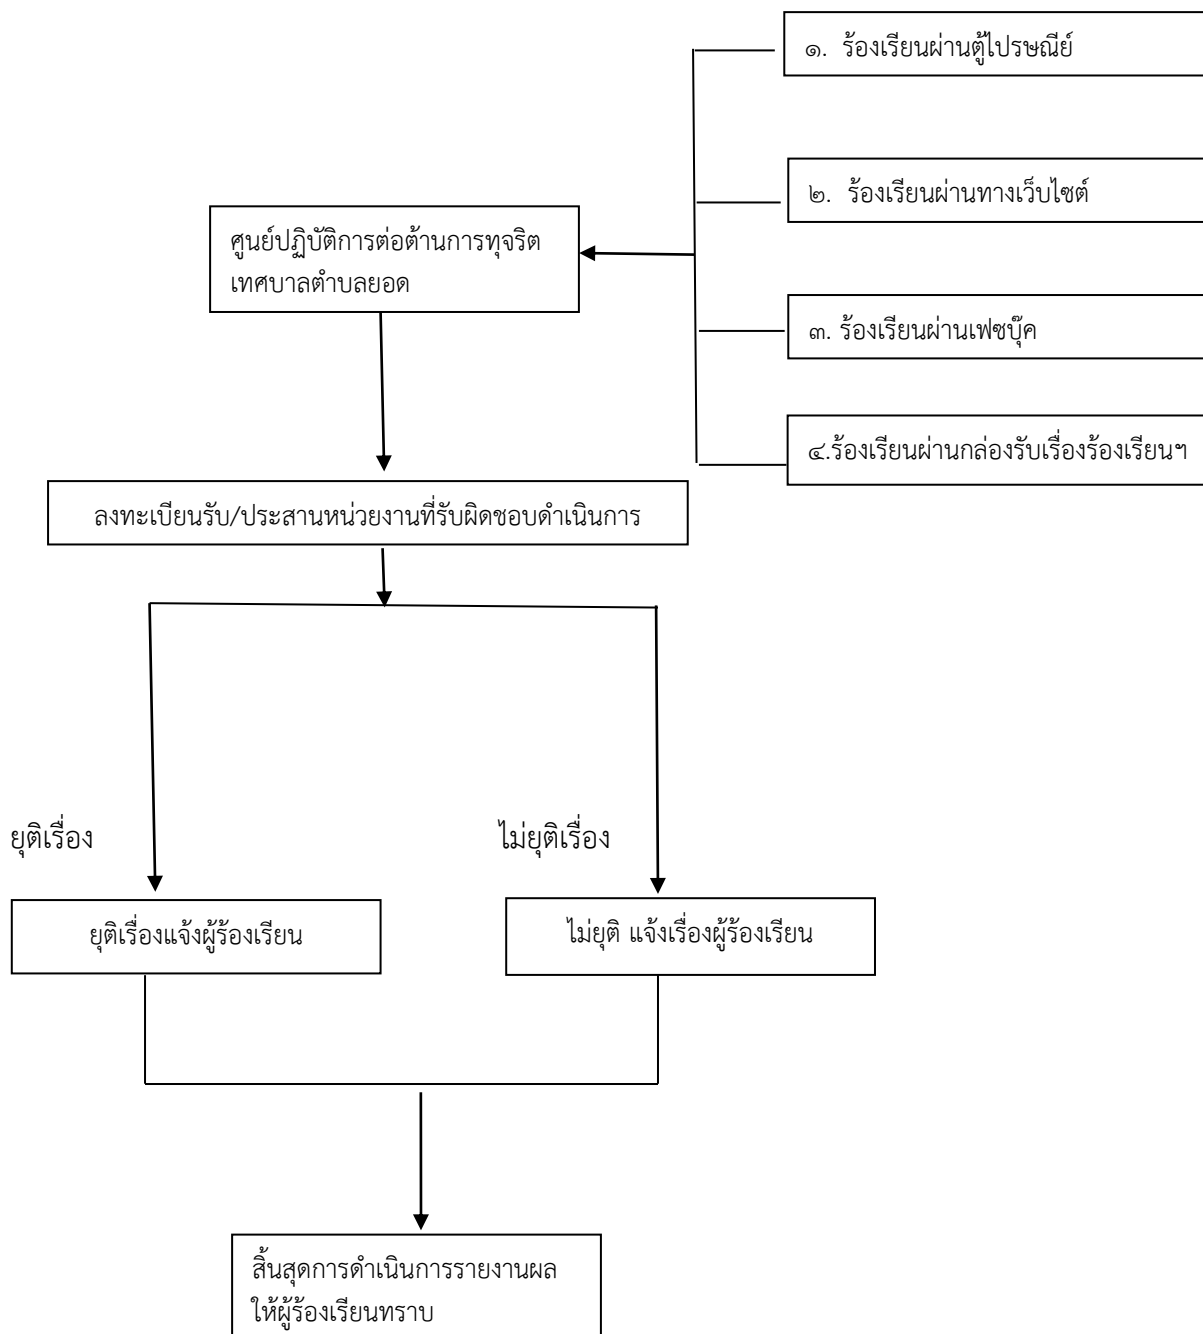 ๑. ร้องเรียนผ่านตู้ไปรษณีย์
๒. ร้องเรียนผ่านทางเว็บไซต์
ศูนย์ปฏิบัติการต่อต้านการทุจริต
เทศบาลตำบลยอด
๓. ร้องเรียนผ่านเฟซบุ๊ค
๔.ร้องเรียนผ่านกล่องรับเรื่องร้องเรียนฯ
ลงทะเบียนรับ/ประสานหน่วยงานที่รับผิดชอบดำเนินการ
ยุติเรื่อง
ไม่ยุติเรื่อง
ยุติเรื่องแจ้งผู้ร้องเรียน
ไม่ยุติ แจ้งเรื่องผู้ร้องเรียน
สิ้นสุดการดำเนินการรายงานผล
ให้ผู้ร้องเรียนทราบ